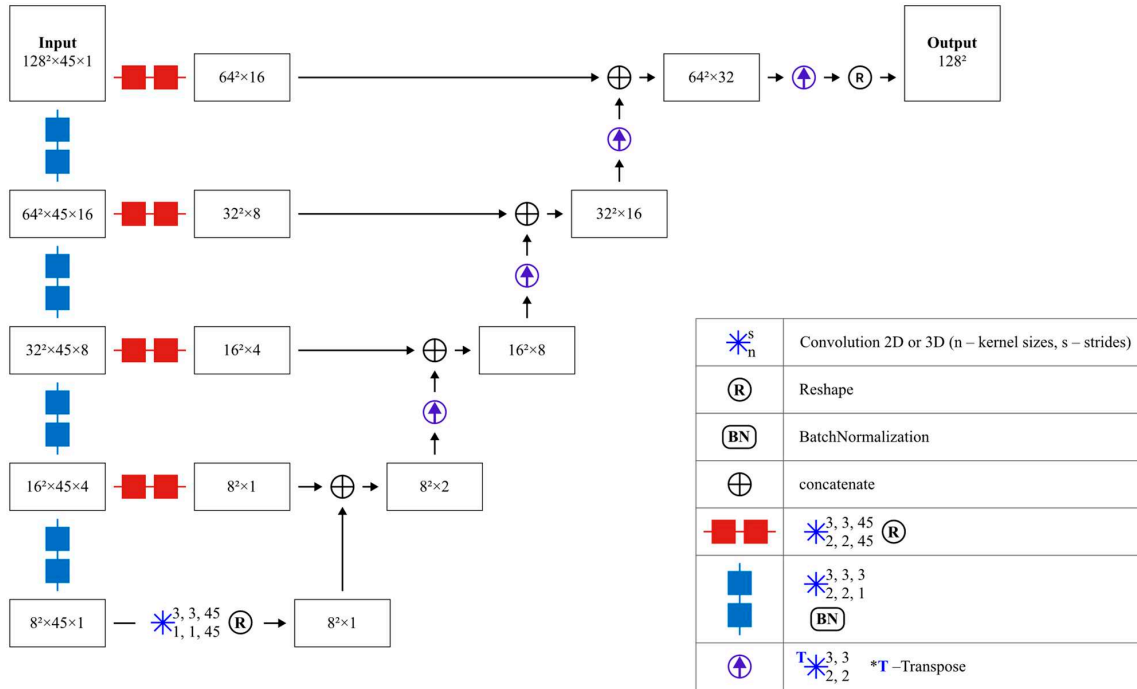 Input
128²×45×1
64²×16
64²×32
R
Output
128²
64²×45×16
32²×8
32²×16
32²×45×8
16²×4
16²×8
16²×45×4
8²×1
8²×2
8²×45×1
3, 3, 45
1, 1, 45
R
8²×1
s
n
Convolution 2D or 3D (n – kernel sizes, s – strides)
R
Reshape
BN
BatchNormalization
concatenate
3, 3, 45
2, 2, 45
R
3, 3, 3
2, 2, 1
BN
T
3, 3
2, 2
*T –Transpose